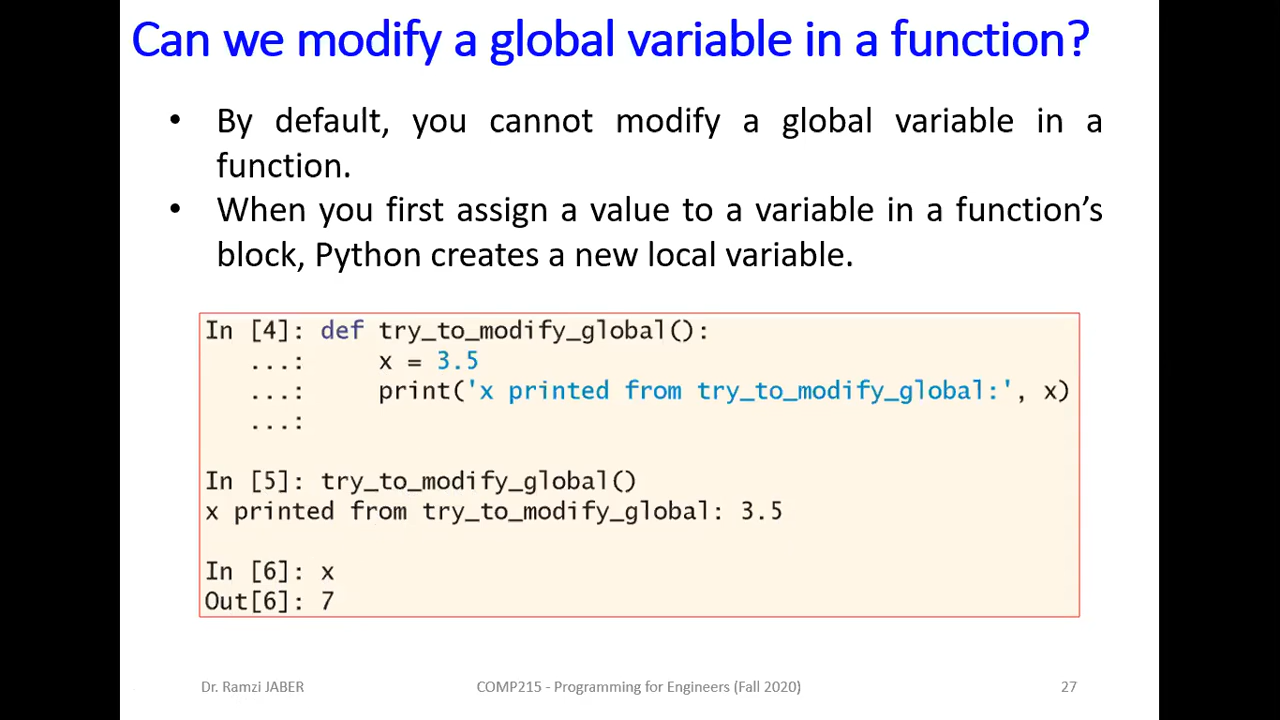 Can we modify a global variable in a function?
• By default, you cannot modify a global variable in a
function.
• When you first assign a value to a variable in a function’s
block, Python creates a new local variable.
In [4]: def try_to_modify_global():
   ...:     x = 3.5
   ...:     print('x printed from try_to_modify_global:', x)
   ...:
In [5]: try_to_modify_global()
x printed from try_to_modify_global: 3.5
In [6]: x
Out[6]: 7
Dr. Ramzi JABER COMP215 - Programming for Engineers (Fall 2020) 27